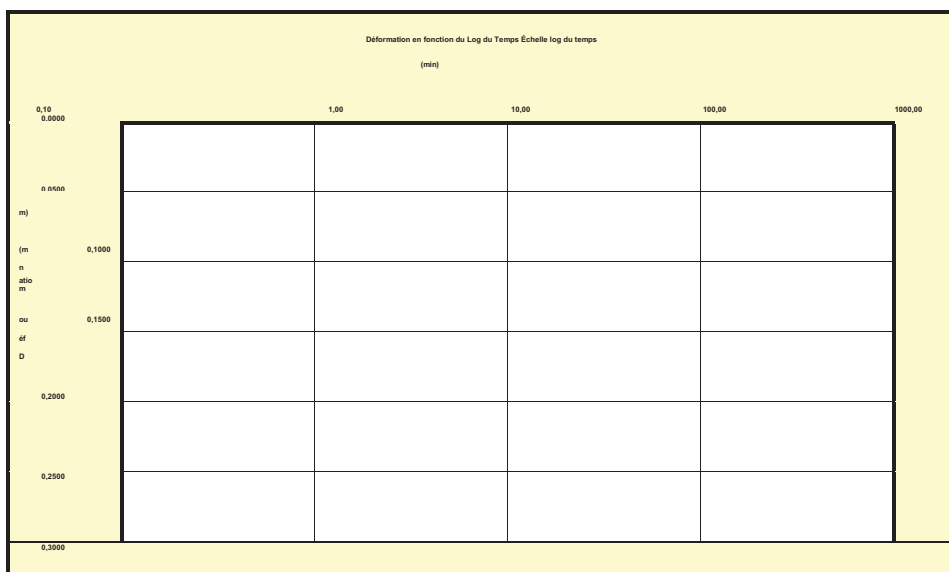 Déformation en fonction du Log du Temps Échelle log du temps
(min)
0,10 1,00 10,00 100,00 1000,00
0.0000
0.0500
m)
(m 0,1000
n
atio
m
ou 0,1500
éf
D
0,2000
0,2500
0,3000